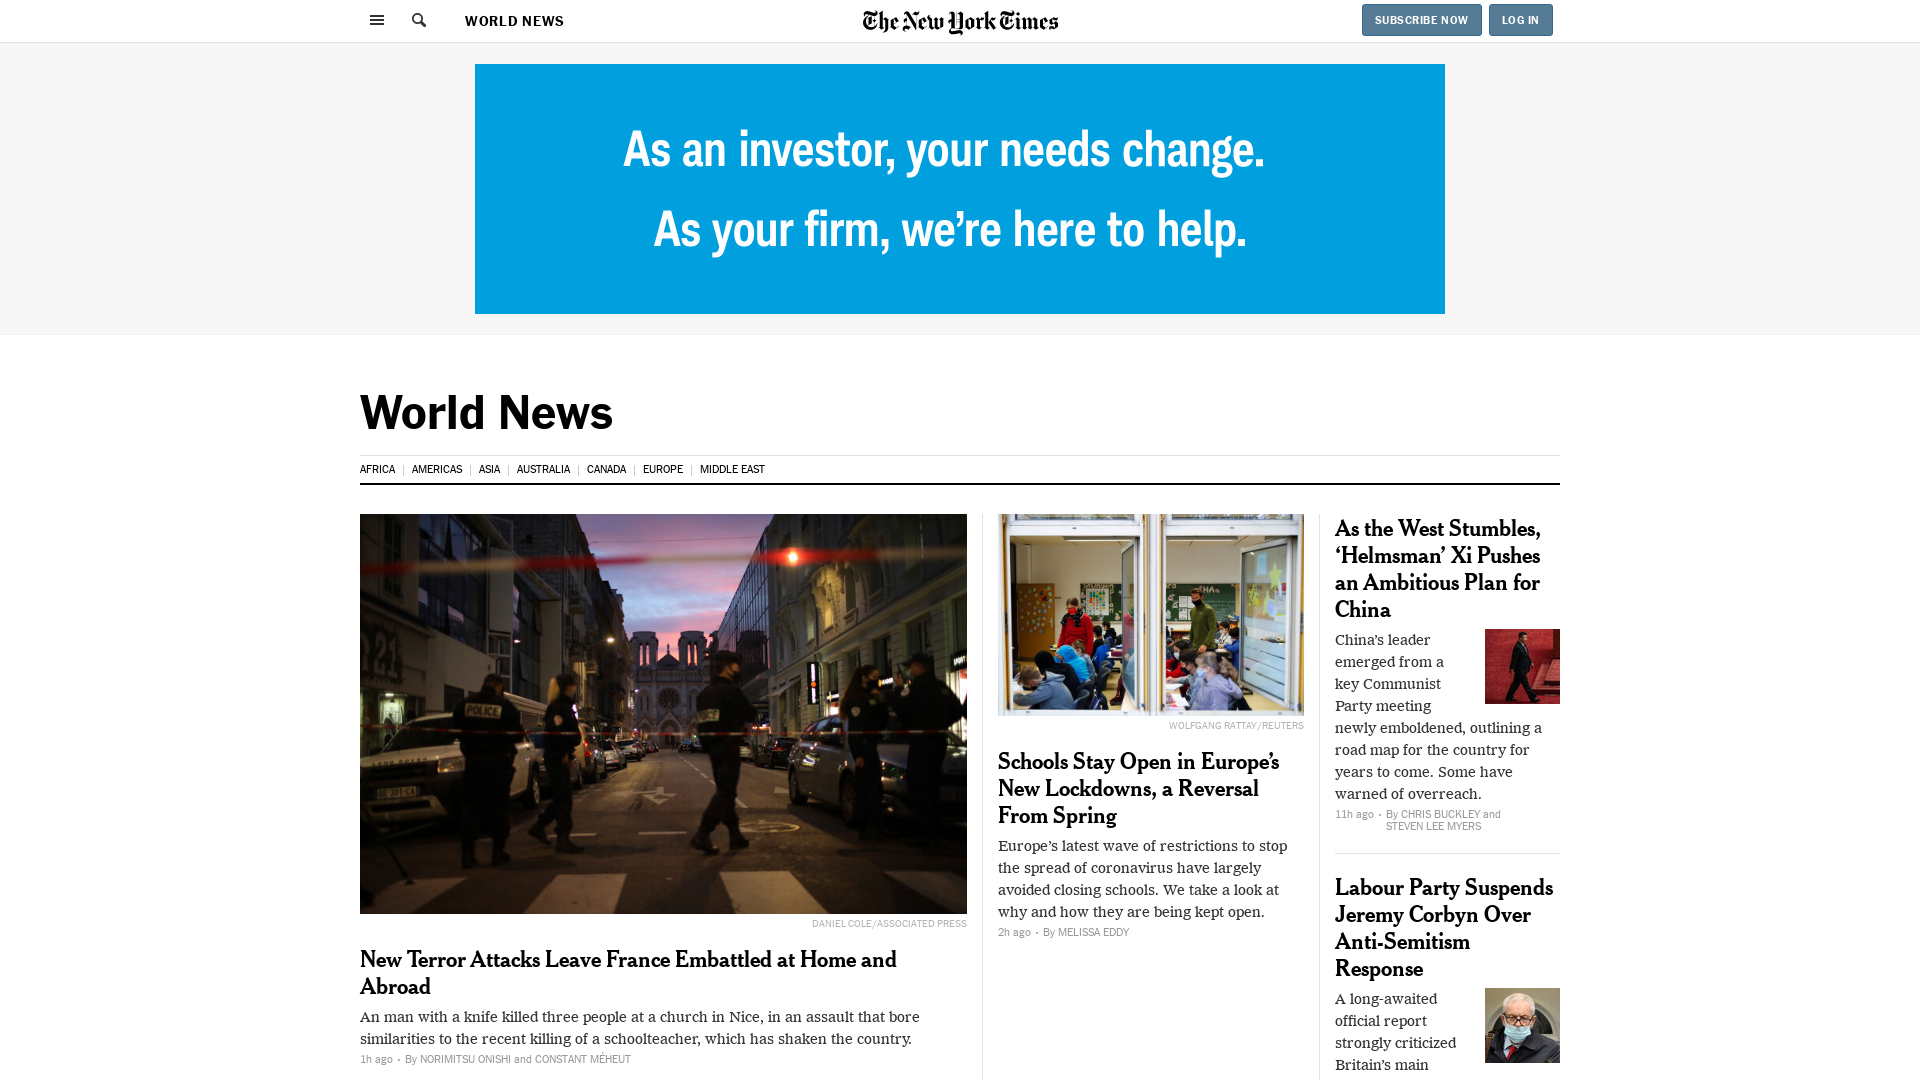 WORLD NEWS
The New York Times
SUBSCRIBE NOW
LOG IN
As an investor, your needs change.
As your firm, we're here to help.
World News
AFRICA
AMERICAS
ASIA
AUSTRALIA
CANADA
EUROPE
MIDDLE EAST
POLICE
DANIEL COLE/ASSOCIATED PRESS
New Terror Attacks Leave France Embattled at Home and
Abroad
An man with a knife killed three people at a church in Nice, in an assault that bore
similarities to the recent killing of a schoolteacher, which has shaken the country.
1h ago • By NORIMITSU ONISHI and CONSTANT MÉHEUT
WOLFGANG RATTAY/REUTERS
Schools Stay Open in Europe's
New Lockdowns, a Reversal
From Spring
Europe's latest wave of restrictions to stop
the spread of coronavirus have largely
avoided closing schools. We take a look at
why and how they are being kept open.
2h ago • By MELISSA EDDY
As the West Stumbles,
‘Helmsman’ Xi Pushes
an Ambitious Plan for
China
China's leader
emerged from a
key Communist
Party meeting
newly emboldened, outlining a
road map for the country for
years to come. Some have
warned of overreach.
11h ago • By CHRIS BUCKLEY and
STEVEN LEE MYERS
Labour Party Suspends
Jeremy Corbyn Over
Anti-Semitism
Response
A long-awaited
official report
strongly criticized
Britain's main